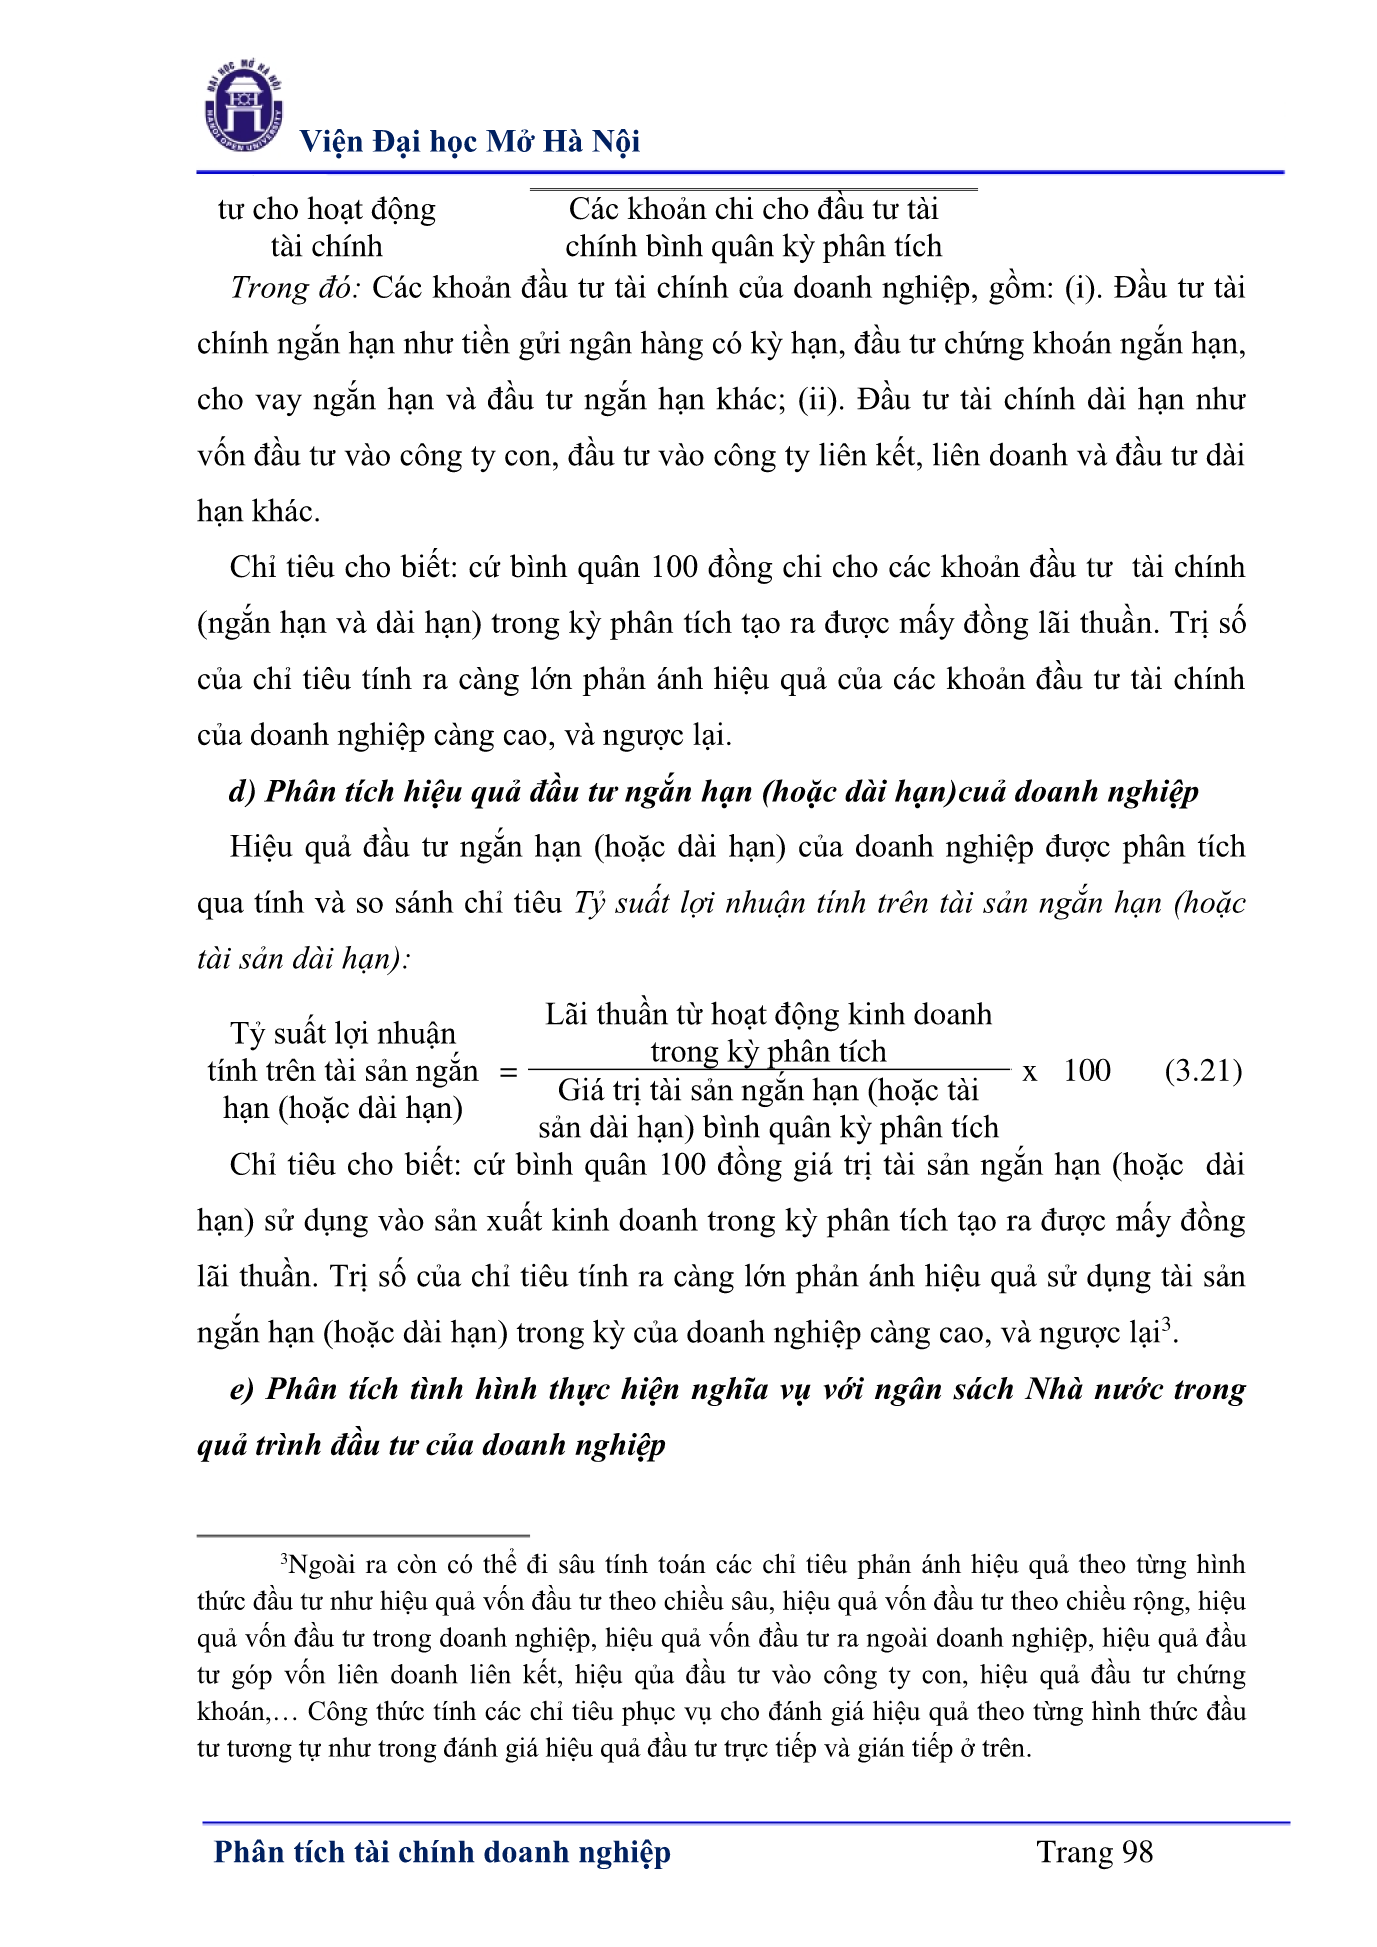 ĐẠI HỌC MỞ HÀ NỘI
HANOI OPEN UNIVERSITY
Viện Đại học Mở Hà Nội
tư cho hoạt động
tài chính
Các khoản chi cho đầu tư tài
chính bình quân kỳ phân tích
Trong đó: Các khoản đầu tư tài chính của doanh nghiệp, gồm: (i). Đầu tư tài
chính ngắn hạn như tiền gửi ngân hàng có kỳ hạn, đầu tư chứng khoán ngắn hạn,
cho vay ngắn hạn và đầu tư ngắn hạn khác; (ii). Đầu tư tài chính dài hạn như
vốn đầu tư vào công ty con, đầu tư vào công ty liên kết, liên doanh và đầu tư dài
hạn khác.
Chỉ tiêu cho biết: cứ bình quân 100 đồng chi cho các khoản đầu tư  tài chính
(ngắn hạn và dài hạn) trong kỳ phân tích tạo ra được mấy đồng lãi thuần. Trị số
của chỉ tiêu tính ra càng lớn phản ánh hiệu quả của các khoản đầu tư tài chính
của doanh nghiệp càng cao, và ngược lại.
d) Phân tích hiệu quả đầu tư ngắn hạn (hoặc dài hạn)cuả doanh nghiệp
Hiệu quả đầu tư ngắn hạn (hoặc dài hạn) của doanh nghiệp được phân tích
qua tính và so sánh chỉ tiêu Tỷ suất lợi nhuận tính trên tài sản ngắn hạn (hoặc
tài sản dài hạn):
Tỷ suất lợi nhuận
tính trên tài sản ngắn
hạn (hoặc dài hạn)
=
Lãi thuần từ hoạt động kinh doanh
trong kỳ phân tích
Giá trị tài sản ngắn hạn (hoặc tài
sản dài hạn) bình quân kỳ phân tích
x 100 (3.21)
Chỉ tiêu cho biết: cứ bình quân 100 đồng giá trị tài sản ngắn hạn (hoặc  dài
hạn) sử dụng vào sản xuất kinh doanh trong kỳ phân tích tạo ra được mấy đồng
lãi thuần. Trị số của chỉ tiêu tính ra càng lớn phản ánh hiệu quả sử dụng tài sản
ngắn hạn (hoặc dài hạn) trong kỳ của doanh nghiệp càng cao, và ngược lại³.
e) Phân tích tình hình thực hiện nghĩa vụ với ngân sách Nhà nước trong
quả trình đầu tư của doanh nghiệp
³Ngoài ra còn có thể đi sâu tính toán các chỉ tiêu phản ánh hiệu quả theo từng hình
thức đầu tư như hiệu quả vốn đầu tư theo chiều sâu, hiệu quả vốn đầu tư theo chiều rộng, hiệu
quả vốn đầu tư trong doanh nghiệp, hiệu quả vốn đầu tư ra ngoài doanh nghiệp, hiệu quả đầu
tư góp vốn liên doanh liên kết, hiệu qủa đầu tư vào công ty con, hiệu quả đầu tư chứng
khoán,… Công thức tính các chỉ tiêu phục vụ cho đánh giá hiệu quả theo từng hình thức đầu
tư tương tự như trong đánh giá hiệu quả đầu tư trực tiếp và gián tiếp ở trên.
Phân tích tài chính doanh nghiệp
Trang 98